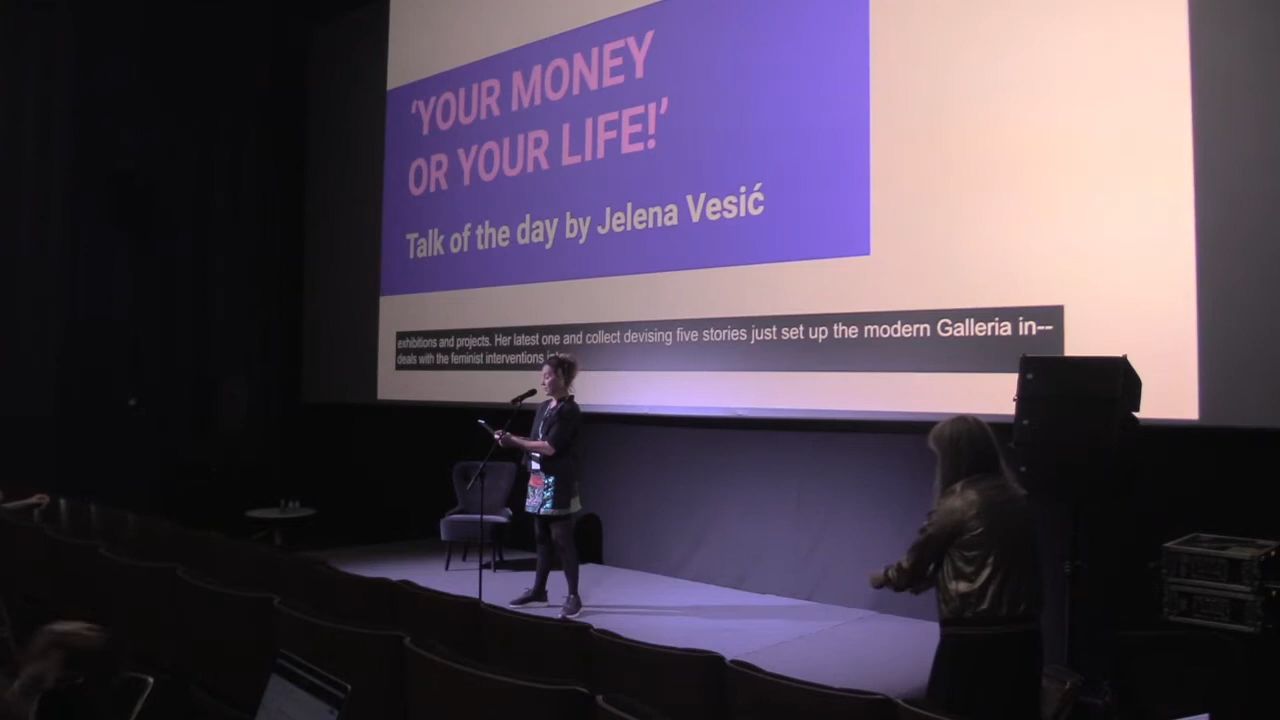 ‘YOUR MONEY
OR YOUR LIFE!’
Talk of the day by Jelena Vesić
exhibitions and projects. Her latest one and collect devising five stories just set up the modern Galleria in--
deals with the feminist interventions